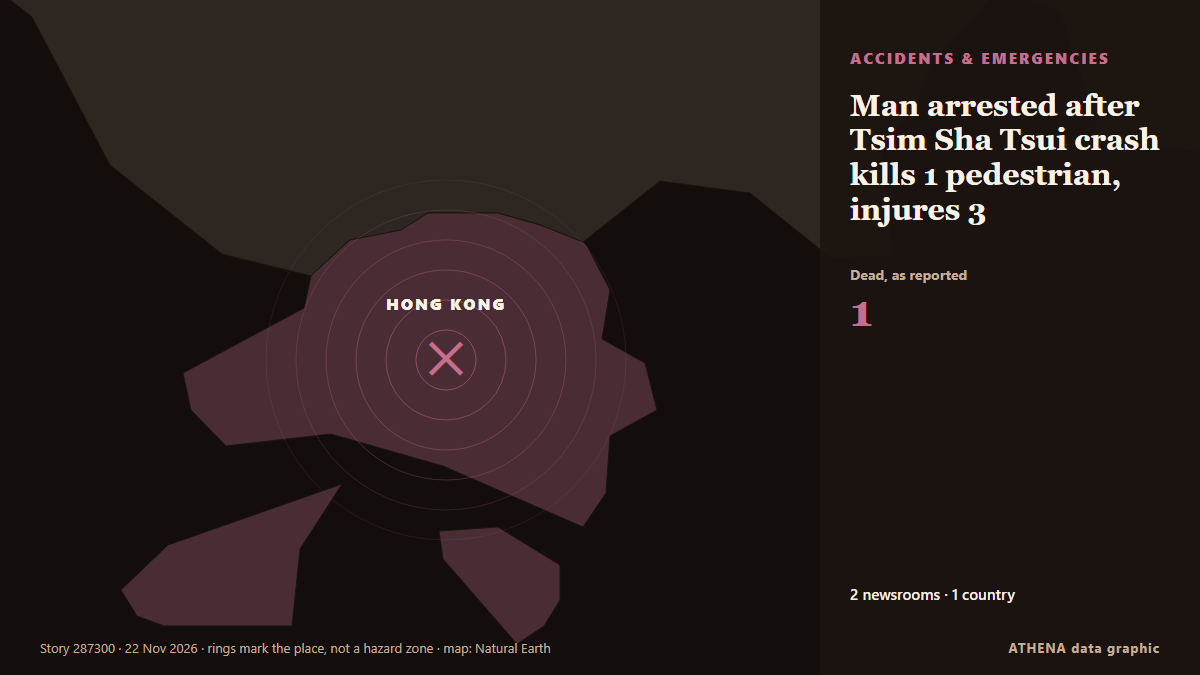 HONG KONG
Story 287300 · 22 Nov 2026 · rings mark the place, not a hazard zone · map: Natural Earth
ACCIDENTS & EMERGENCIES
Man arrested after
Tsim Sha Tsui crash
kills 1 pedestrian,
injures 3
Dead, as reported
1
2 newsrooms · 1 country
ATHENA data graphic